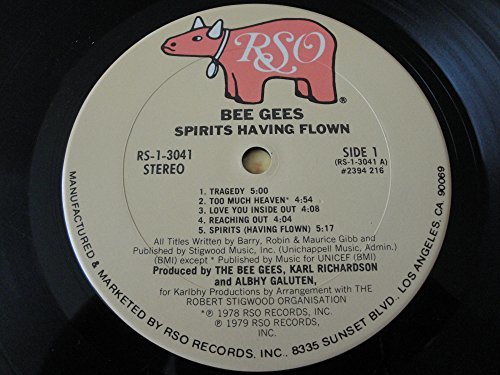 RSO
®
BEE GEES
SPIRITS HAVING FLOWN
RS-1-3041
STEREO
SIDE 1
(RS-1-3041 A)
#2394 216
1. TRAGEDY 5:00
2. TOO MUCH HEAVEN* 4:54
3. LOVE YOU INSIDE OUT 4:08
4. REACHING OUT 4:04
5. SPIRITS (HAVING FLOWN) 5:17
All Titles Written by Barry, Robin & Maurice Gibb and
Published by Stigwood Music, Inc. (Unichappell Music, Admin.)
(BMI) except * Published by Music for UNICEF (BMI)
Produced by THE BEE GEES, KARL RICHARDSON
and ALBHY GALUTEN,
for Karlbhy Productions by Arrangement with THE
ROBERT STIGWOOD ORGANISATION
*℗ 1978 RSO RECORDS, INC.
℗ 1979 RSO RECORDS, INC.
MANUFACTURED & MARKETED BY RSO RECORDS, INC., 8335 SUNSET BLVD., LOS ANGELES, CA. 90069